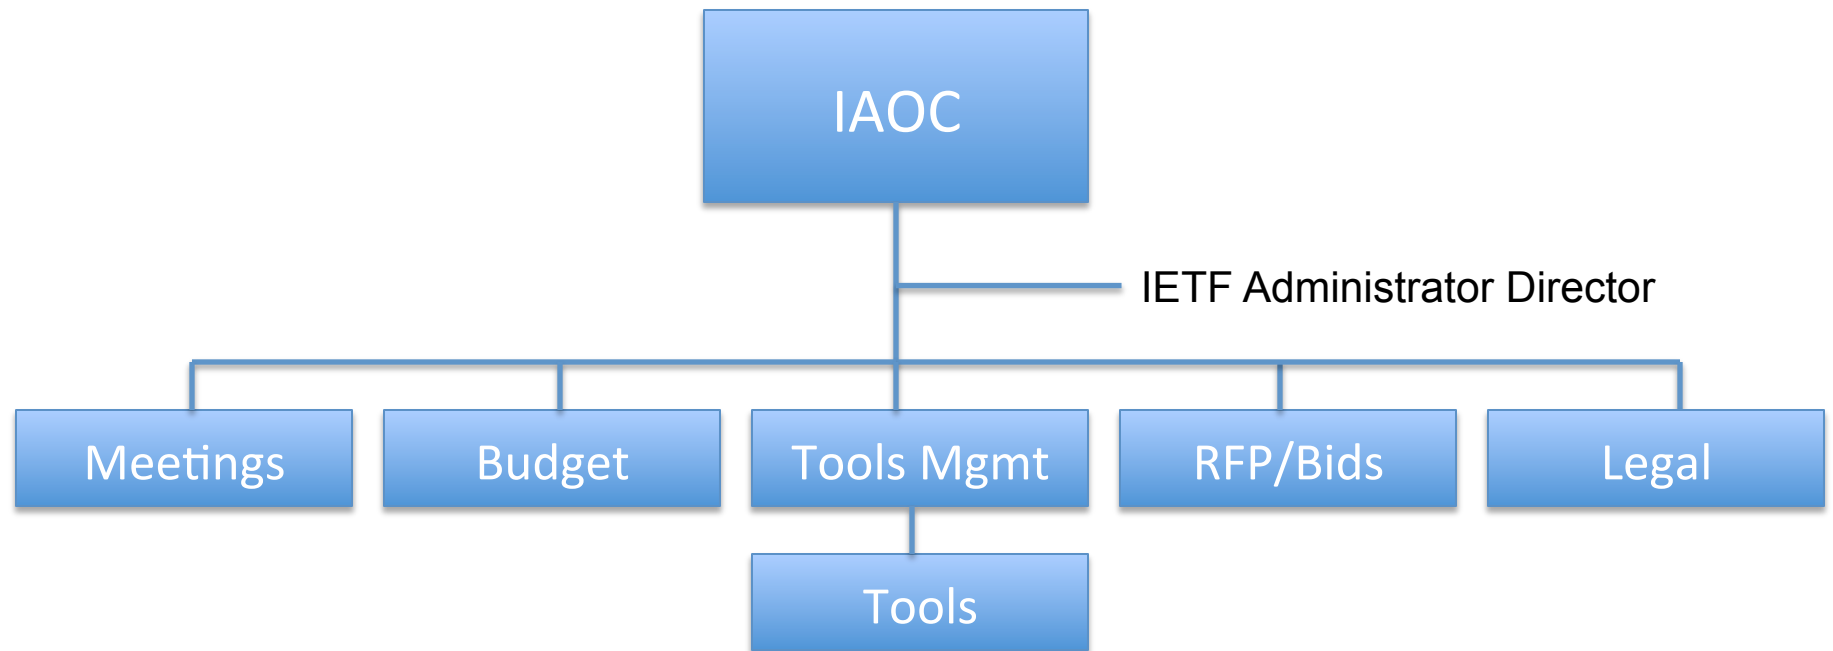 IAOC
IETF Administrator Director
Meetings
Budget
Tools Mgmt
RFP/Bids
Legal
Tools